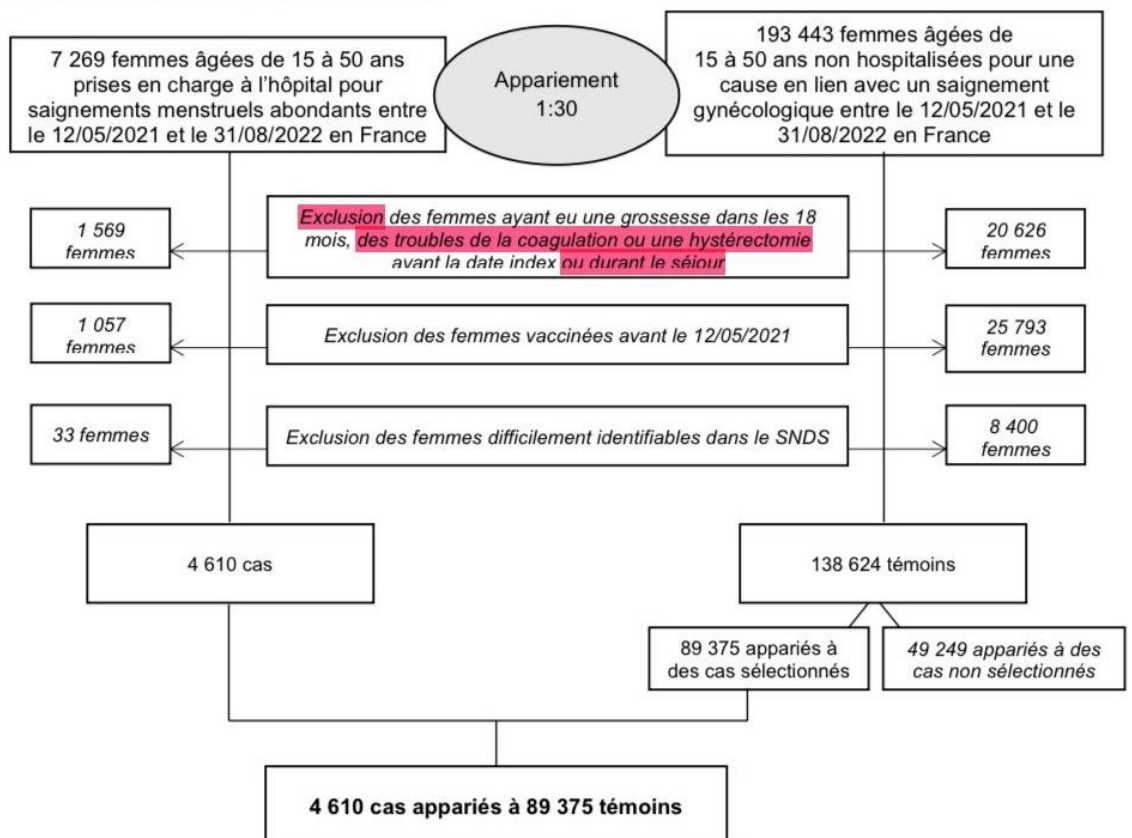 7 269 femmes âgées de 15 à 50 ans
prises en charge à l'hôpital pour
saignements menstruels abondants entre
le 12/05/2021 et le 31/08/2022 en France
Appariement
1:30
193 443 femmes âgées de
15 à 50 ans non hospitalisées pour une
cause en lien avec un saignement
gynécologique entre le 12/05/2021 et le
31/08/2022 en France
1 569
femmes
Exclusion des femmes ayant eu une grossesse dans les 18
mois, des troubles de la coagulation ou une hystérectomie
avant la date index ou durant le séjour
20 626
femmes
1 057
femmes
Exclusion des femmes vaccinées avant le 12/05/2021
25 793
femmes
33 femmes
Exclusion des femmes difficilement identifiables dans le SNDS
8 400
femmes
4 610 cas
138 624 témoins
89 375 appariés à
des cas sélectionnés
49 249 appariés à des
cas non sélectionnés
4 610 cas appariés à 89 375 témoins